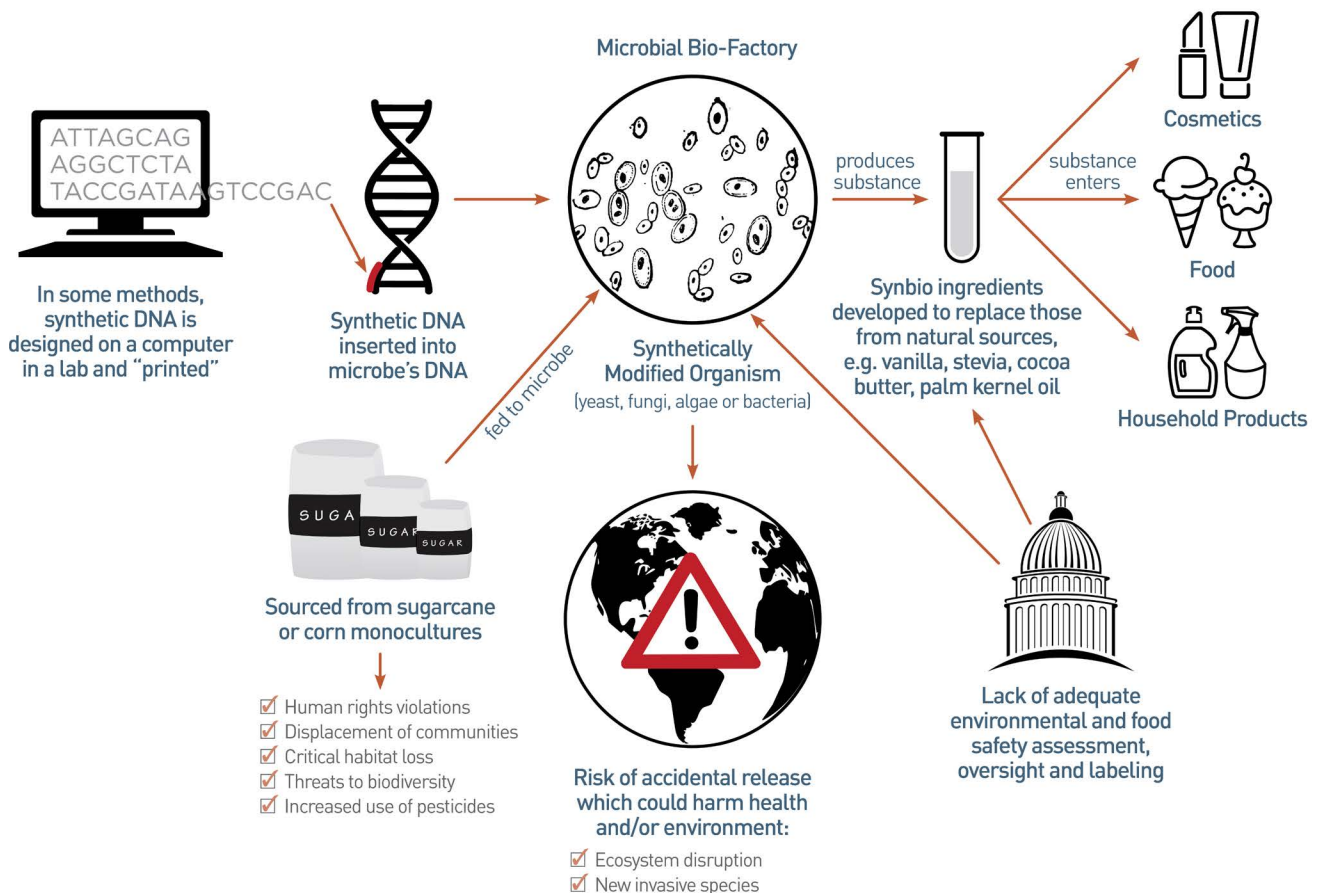 Microbial Bio-Factory
ATTAGCAG
AGGCTCTA
TACCGATAAGTCCGAC
In some methods,
synthetic DNA is
designed on a computer
in a lab and “printed”
Synthetic DNA
inserted into
microbe’s DNA
Synthetically
Modified Organism
(yeast, fungi, algae or bacteria)
produces
substance
Synbio ingredients
developed to replace those
from natural sources,
e.g. vanilla, stevia, cocoa
butter, palm kernel oil
substance
enters
Cosmetics
Food
Household Products
fed to microbe
SUGA
SUGAR
SUGAR
Sourced from sugarcane
or corn monocultures
Human rights violations
Displacement of communities
Critical habitat loss
Threats to biodiversity
Increased use of pesticides
Risk of accidental release
which could harm health
and/or environment:
Ecosystem disruption
New invasive species
Lack of adequate
environmental and food
safety assessment,
oversight and labeling